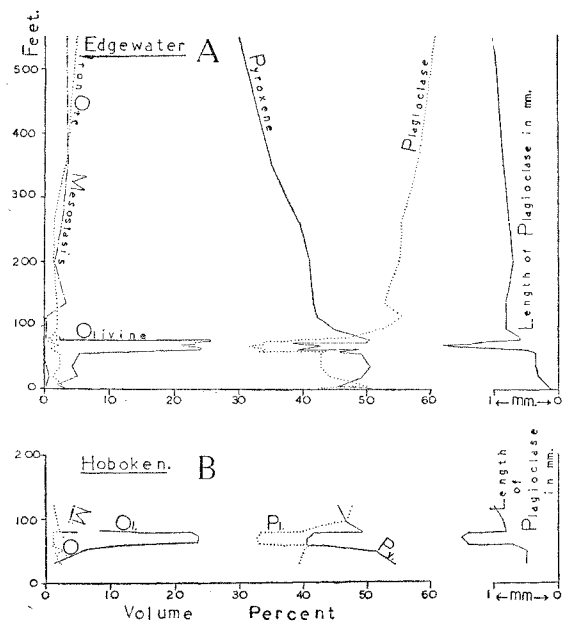 Feet.
Edgewater A
500
400
300
200
100
0
Iron Ore
Mesostasis
Olivine
Pyroxene
Plagioclase
Length of Plagioclase in mm.
0 10 20 30 40 50 60 1 ←mm.→ 0
Hoboken. B
200
100
0
M
O
Ol.
Pl.
P
Length
of
Plagioclase
in mm.
0 10 20 30 40 50 60 1 ←mm→ 0
Volume Percent